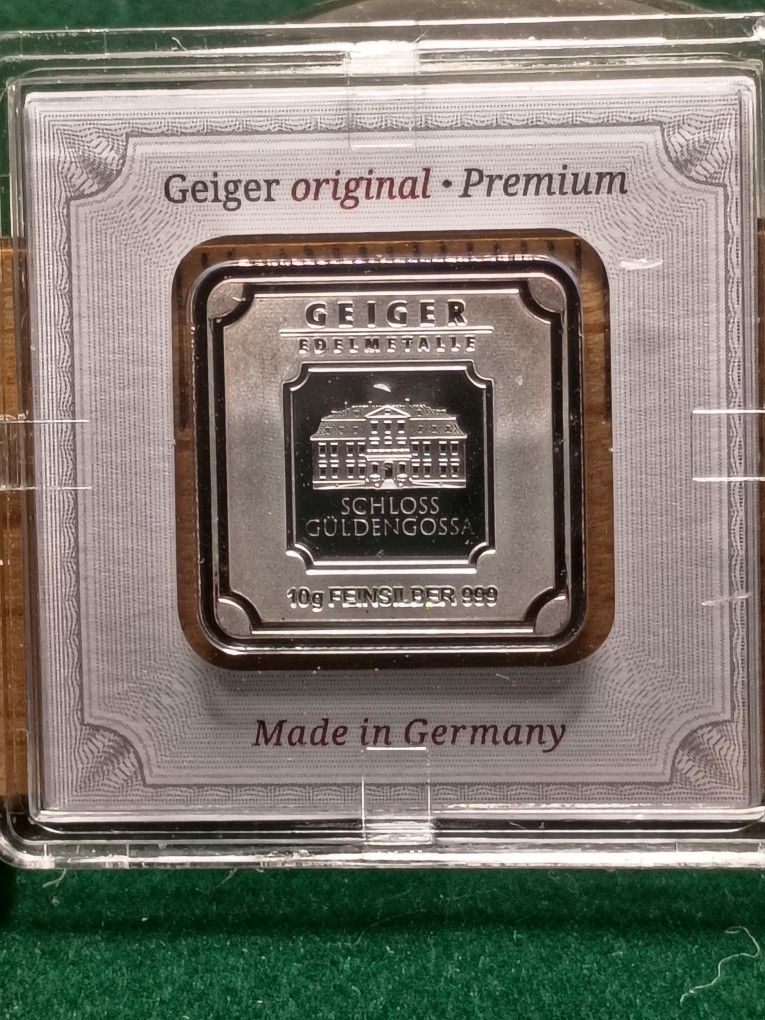 Geiger original • Premium
GEIGER
EDELMETALLE
SCHLOSS
GÜLDENGOSSA
10g FEINSILBER 999
Made in Germany